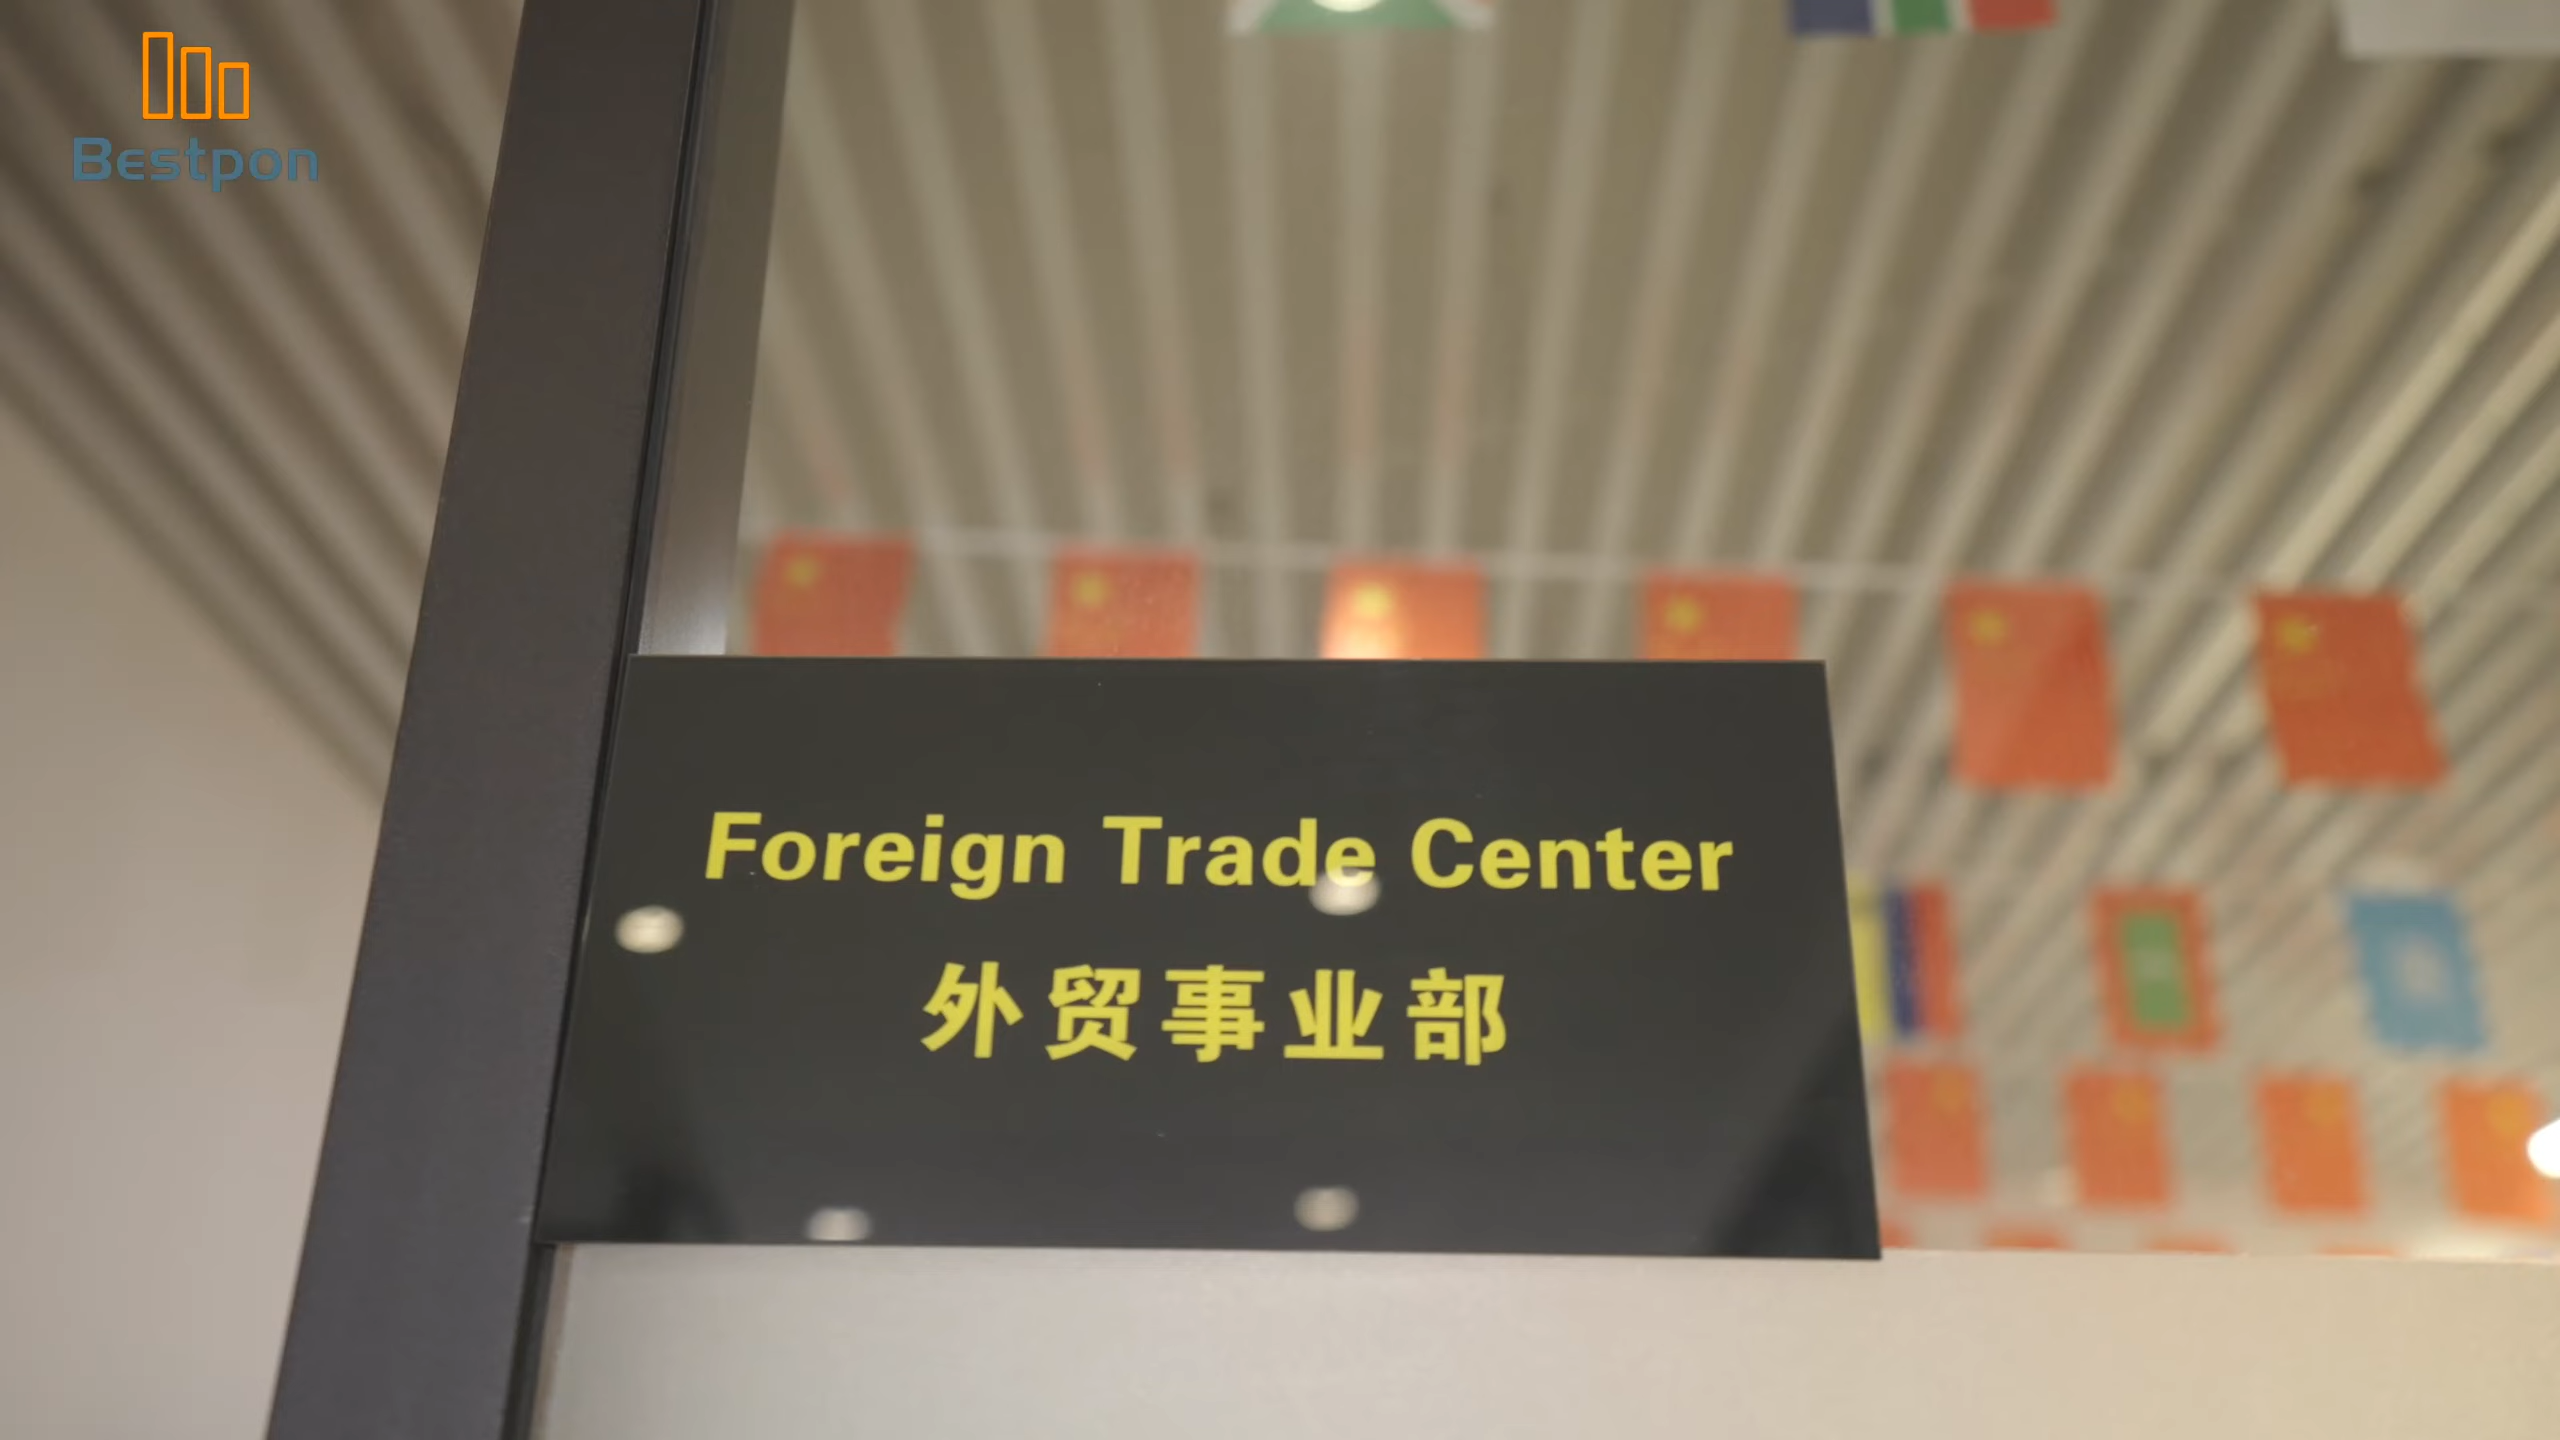 Bestpon
Foreign Trade Center
外贸事业部